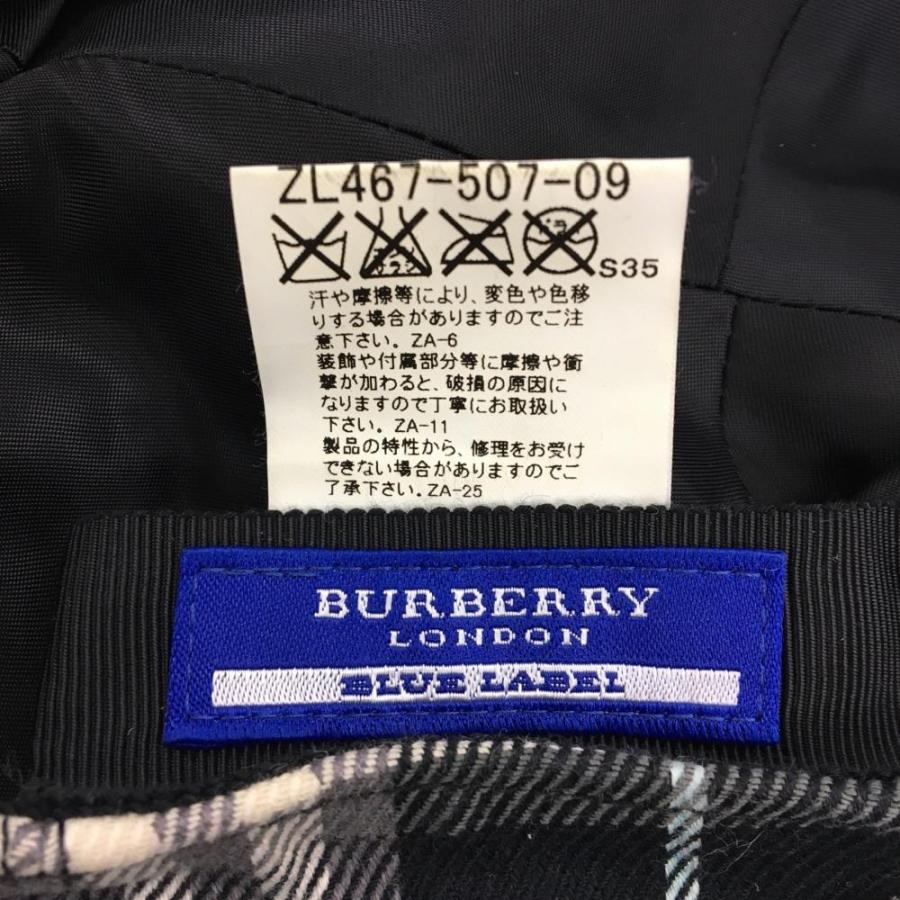 ZL467-507-09
S35
汗や摩擦等により、変色や色移
りする場合がありますのでご注
意下さい。ZA-6
装飾や付属部分等に摩擦や衝
撃が加わると、破損の原因に
なりますので丁寧にお取扱い
下さい。ZA-11
製品の特性から、修理をお受け
できない場合がありますのでご
了承下さい。ZA-25
BURBERRY
LONDON
BLUE LABEL